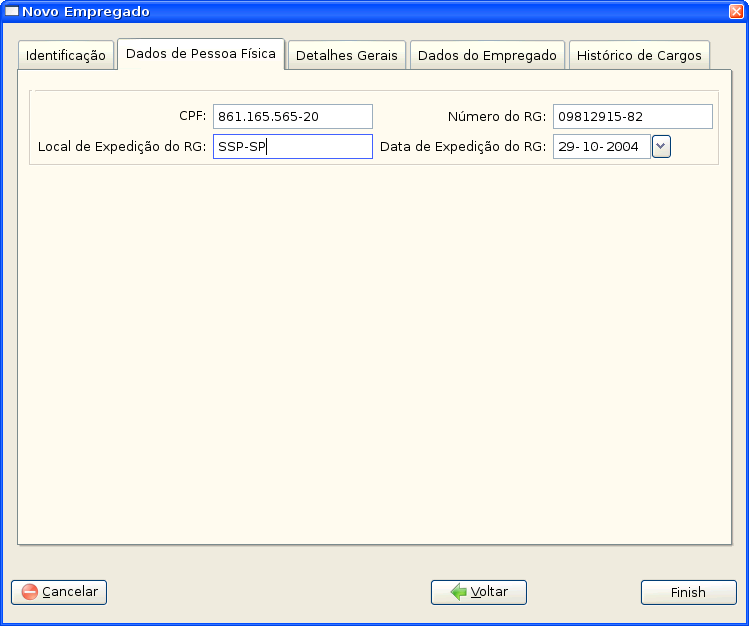 Novo Empregado
Identificação Dados de Pessoa Física Detalhes Gerais Dados do Empregado Histórico de Cargos
CPF: 861.165.565-20 Número do RG: 09812915-82
Local de Expedição do RG: SSP-SP Data de Expedição do RG: 29-10-2004
Cancelar Voltar Finish